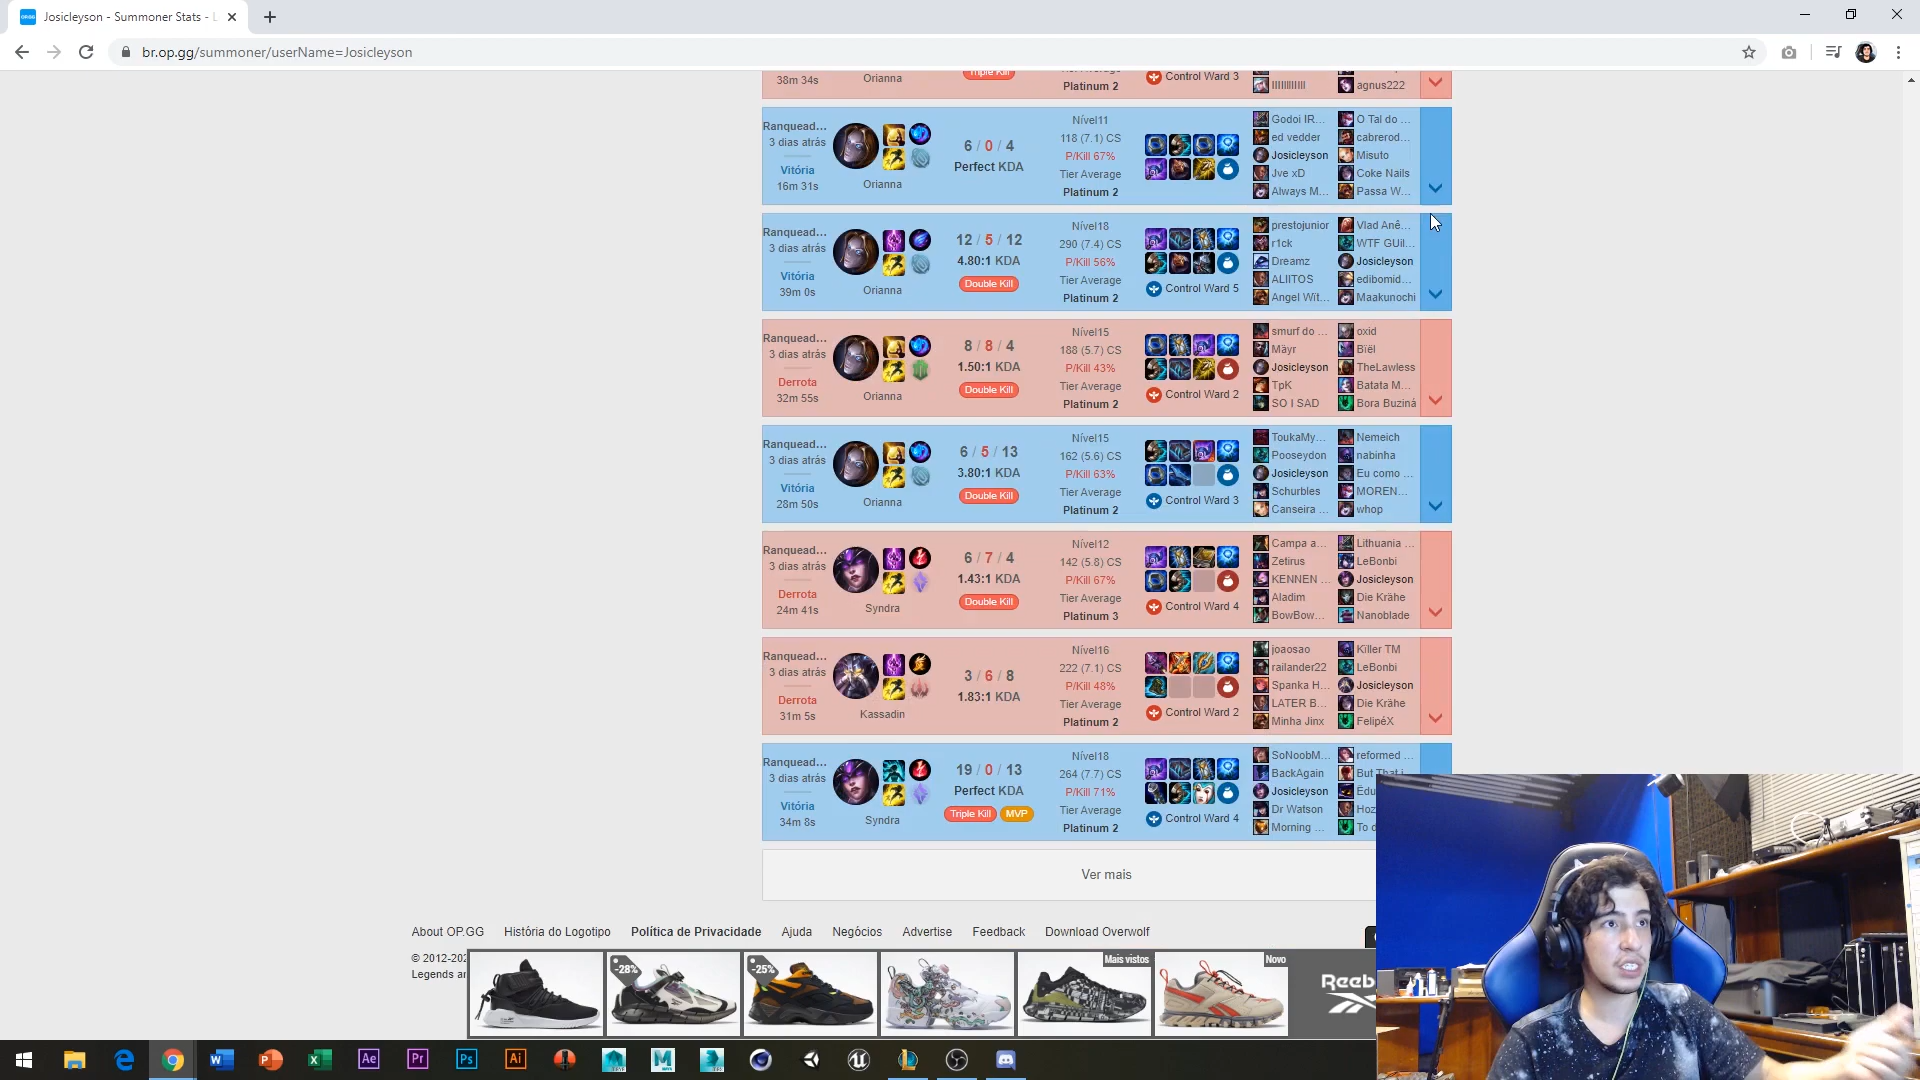 Josicleyson - Summoner Stats - L
br.op.gg/summoner/userName=Josicleyson
38m 34s
Orianna
Triple Kill
Platinum 2
Control Ward 3
agnus222
Ranquead...
3 dias atrás
Vitória
16m 31s
Orianna
6 / 0 / 4
Perfect KDA
Nível11
118 (7.1) CS
P/Kill 67%
Tier Average
Platinum 2
Godoi IR...
ed vedder
Josicleyson
Jve xD
Always M...
O Tal do ...
cabrerod...
Misuto
Coke Nails
Passa W...
Ranquead...
3 dias atrás
Vitória
39m 0s
Orianna
12 / 5 / 12
4.80:1 KDA
Double Kill
Nível18
290 (7.4) CS
P/Kill 56%
Tier Average
Platinum 2
Control Ward 5
prestojunior
r1ck
Dreamz
ALIITOS
Angel Wit...
Vlad Anê...
WTF GUil...
Josicleyson
edibomid...
Maakunochi
Ranquead...
3 dias atrás
Derrota
32m 55s
Orianna
8 / 8 / 4
1.50:1 KDA
Double Kill
Nível15
188 (5.7) CS
P/Kill 43%
Tier Average
Platinum 2
Control Ward 2
smurf do ...
Mäyr
Josicleyson
TpK
SO I SAD
oxid
Bïël
TheLawless
Batata M...
Bora Buziná
Ranquead...
3 dias atrás
Vitória
28m 50s
Orianna
6 / 5 / 13
3.80:1 KDA
Double Kill
Nível15
162 (5.6) CS
P/Kill 63%
Tier Average
Platinum 2
Control Ward 3
ToukaMy...
Pooseydon
Josicleyson
Schurbles
Canseira ...
Nemeich
nabinha
Eu como ...
MOREN...
whop
Ranquead...
3 dias atrás
Derrota
24m 41s
Syndra
6 / 7 / 4
1.43:1 KDA
Double Kill
Nível12
142 (5.8) CS
P/Kill 67%
Tier Average
Platinum 3
Control Ward 4
Campa a...
Zetirus
KENNEN ...
Aladim
BowBow...
Lithuania ...
LeBonbi
Josicleyson
Die Krähe
Nanoblade
Ranquead...
3 dias atrás
Derrota
31m 5s
Kassadin
3 / 6 / 8
1.83:1 KDA
Nível16
222 (7.1) CS
P/Kill 48%
Tier Average
Platinum 2
Control Ward 2
joaosao
railander22
Spanka H...
LATER B...
Minha Jinx
Killer TM
LeBonbi
Josicleyson
Die Krähe
FelipéX
Ranquead...
3 dias atrás
Vitória
34m 8s
Syndra
19 / 0 / 13
Perfect KDA
Triple Kill MVP
Nível18
264 (7.7) CS
P/Kill 71%
Tier Average
Platinum 2
Control Ward 4
SoNoobM...
BackAgain
Josicleyson
Dr Watson
Morning ...
reformed ...
But That i
Édu
Hoz
To d
Ver mais
About OP.GG História do Logotipo Política de Privacidade Ajuda Negócios Advertise Feedback Download Overwolf
© 2012-202
Legends ar
-28%
-25%
Mais vistos
Novo
Reeb